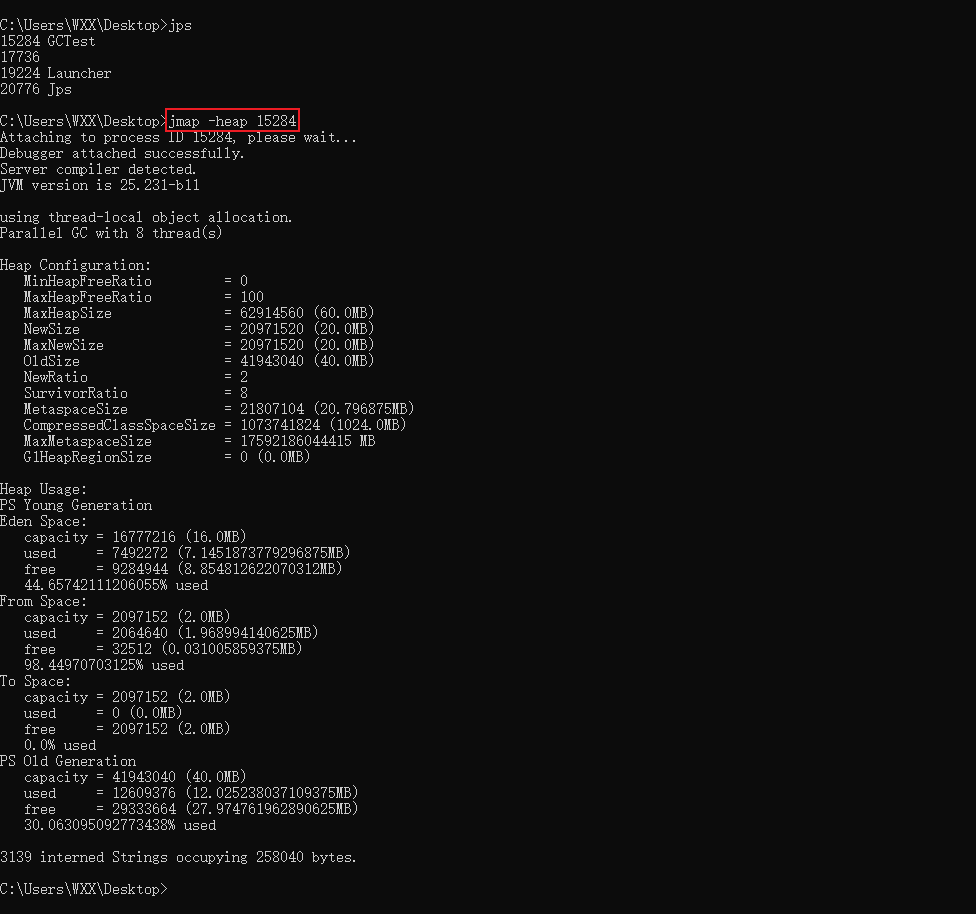 C:\Users\WXX\Desktop>jps
15284 GCTest
17736
19224 Launcher
20776 Jps
C:\Users\WXX\Desktop>jmap -heap 15284
Attaching to process ID 15284, please wait...
Debugger attached successfully.
Server compiler detected.
JVM version is 25.231-b11
using thread-local object allocation.
Parallel GC with 8 thread(s)
Heap Configuration:
   MinHeapFreeRatio         = 0
   MaxHeapFreeRatio         = 100
   MaxHeapSize              = 62914560 (60.0MB)
   NewSize                  = 20971520 (20.0MB)
   MaxNewSize               = 20971520 (20.0MB)
   OldSize                  = 41943040 (40.0MB)
   NewRatio                 = 2
   SurvivorRatio            = 8
   MetaspaceSize            = 21807104 (20.796875MB)
   CompressedClassSpaceSize = 1073741824 (1024.0MB)
   MaxMetaspaceSize         = 17592186044415 MB
   G1HeapRegionSize         = 0 (0.0MB)
Heap Usage:
PS Young Generation
Eden Space:
   capacity = 16777216 (16.0MB)
   used     = 7492272 (7.1451873779296875MB)
   free     = 9284944 (8.854812622070312MB)
   44.65742111206055% used
From Space:
   capacity = 2097152 (2.0MB)
   used     = 2064640 (1.968994140625MB)
   free     = 32512 (0.031005859375MB)
   98.44970703125% used
To Space:
   capacity = 2097152 (2.0MB)
   used     = 0 (0.0MB)
   free     = 2097152 (2.0MB)
   0.0% used
PS Old Generation
   capacity = 41943040 (40.0MB)
   used     = 12609376 (12.025238037109375MB)
   free     = 29333664 (27.974761962890625MB)
   30.063095092773438% used
3139 interned Strings occupying 258040 bytes.
C:\Users\WXX\Desktop>